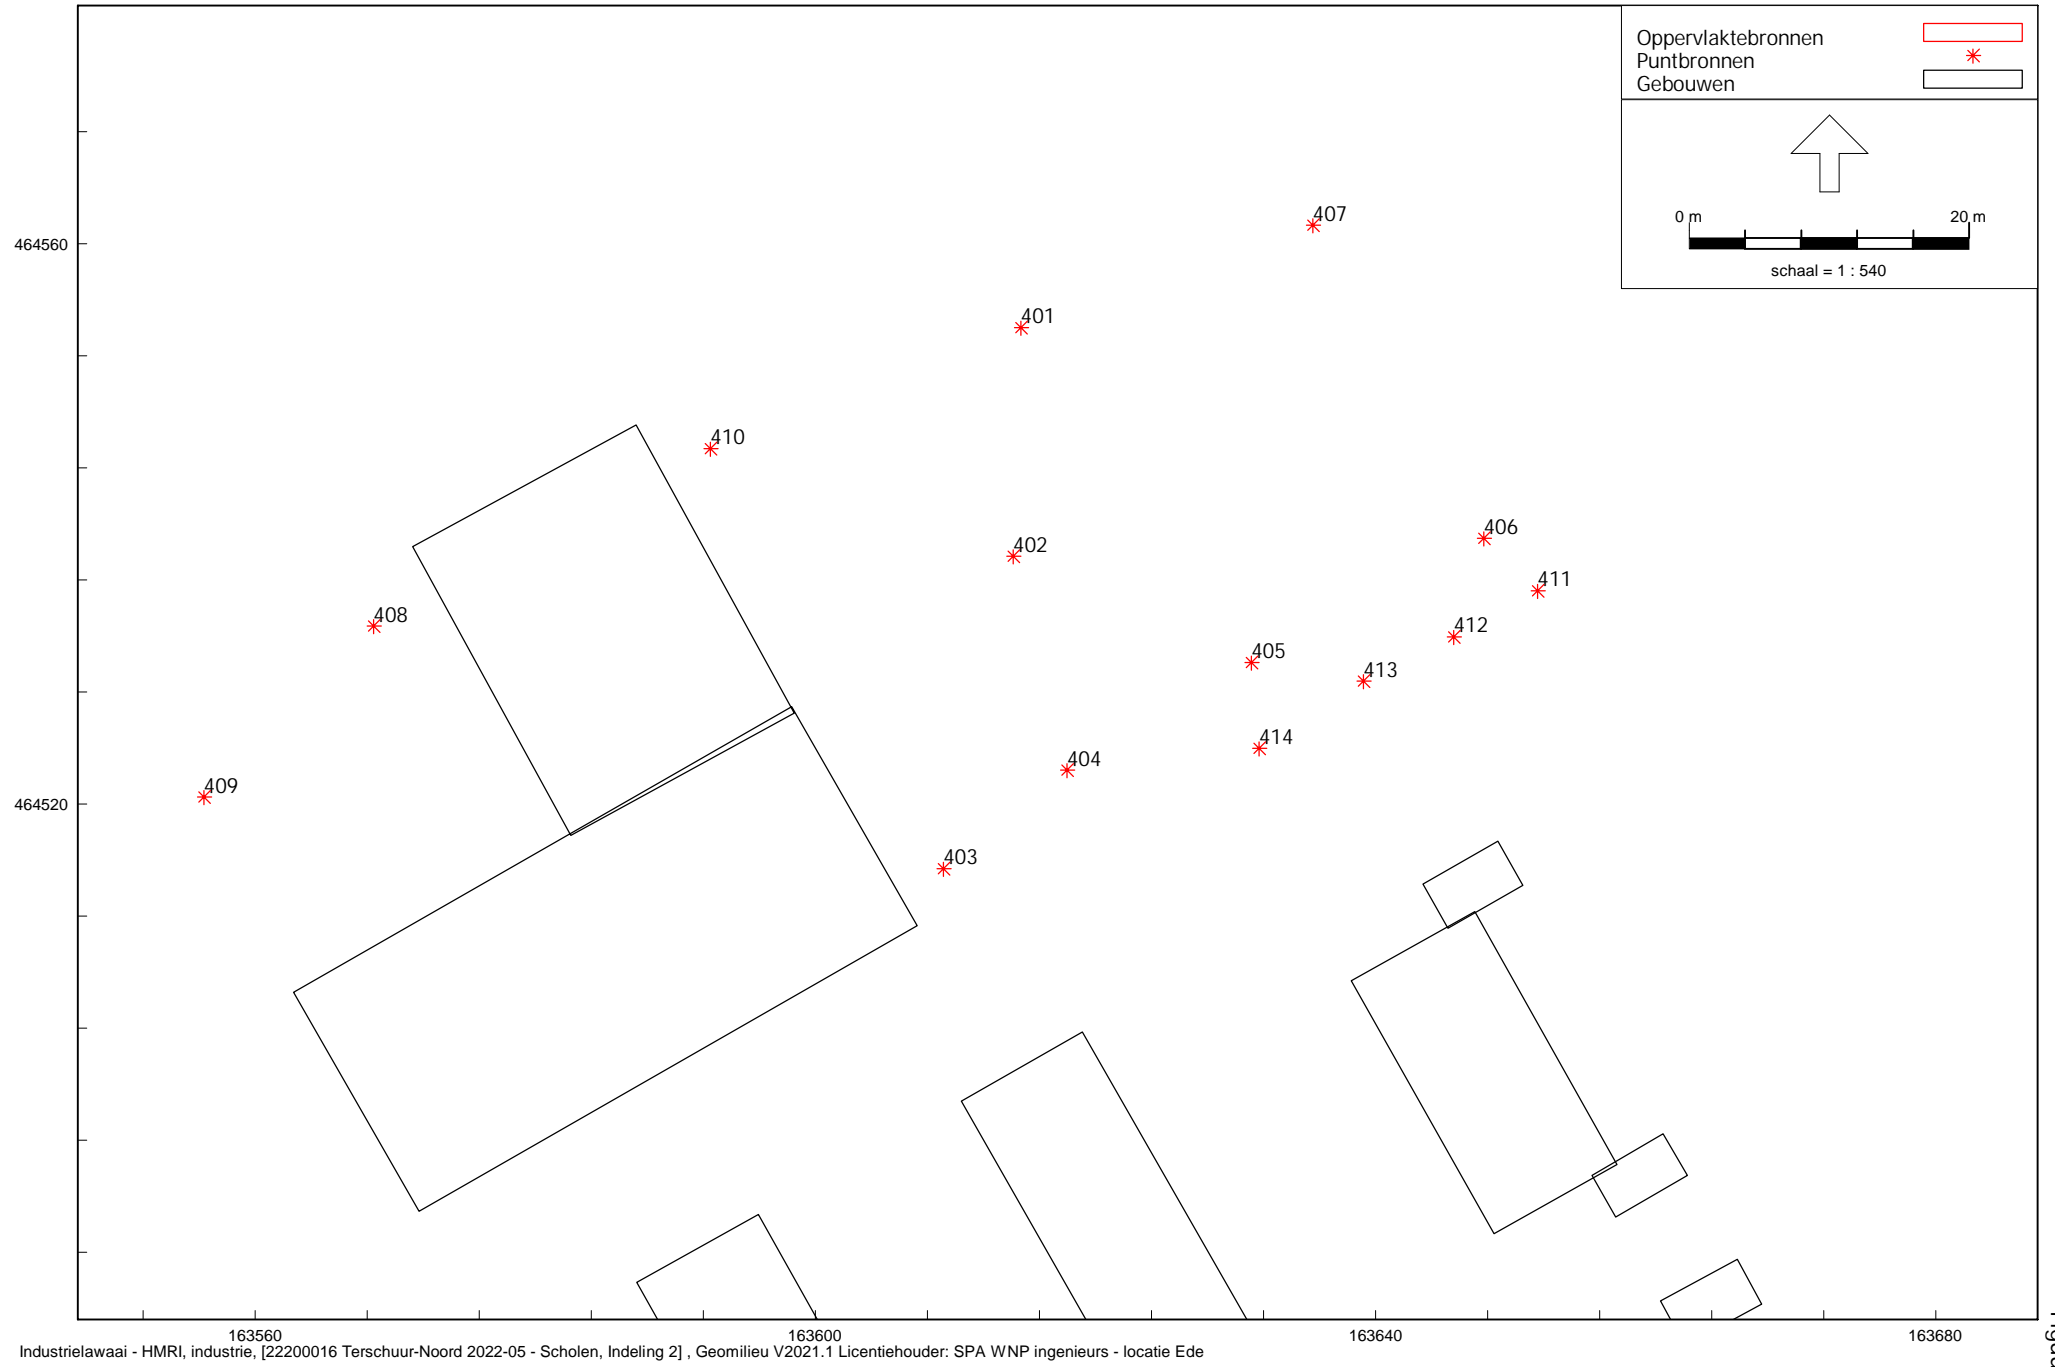 Oppervlaktebronnen
Puntbronnen
Gebouwen
0 m 20 m
schaal = 1 : 540
407
464560
401
410
402
406
411
408
412
405
413
414
404
409
464520
403
163560 163600 163640 163680
Industrielawaai - HMRI, industrie, [22200016 Terschuur-Noord 2022-05 - Scholen, Indeling 2] , Geomilieu V2021.1 Licentiehouder: SPA WNP ingenieurs - locatie Ede